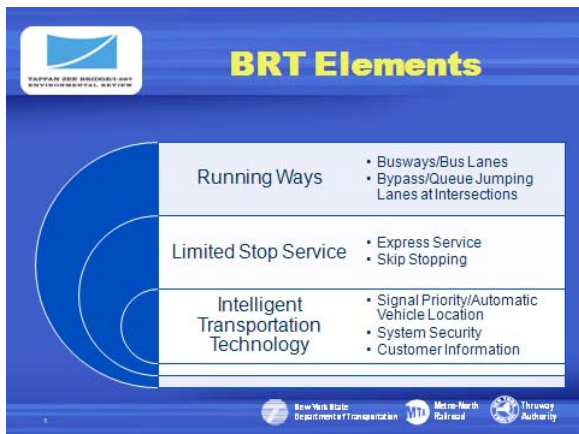 TAPPAN ZEE BRIDGE/I-287
ENVIRONMENTAL REVIEW
BRT Elements
Running Ways
• Busways/Bus Lanes
• Bypass/Queue Jumping
Lanes at Intersections
Limited Stop Service
• Express Service
• Skip Stopping
Intelligent
Transportation
Technology
• Signal Priority/Automatic
Vehicle Location
• System Security
• Customer Information
1
New York State
Department of Transportation
MTA
Metro-North
Railroad
Thruway
Authority